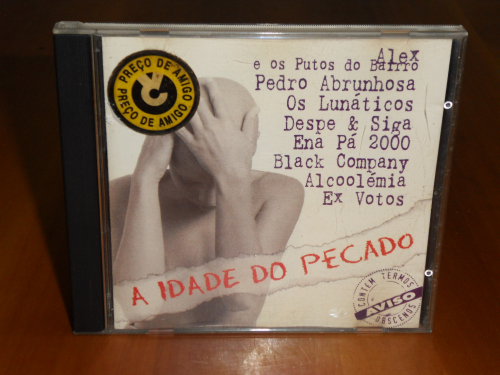 PREÇO DE AMIGO
PREÇO DE AMIGO
Alex
e os Putos do Bairro
Pedro Abrunhosa
Os Lunáticos
Despe & Siga
Ena Pá 2000
Black Company
Alcoolémia
Ex Votos
A IDADE DO PECADO
CONTÉM TERMOS
AVISO
OBSCENOS